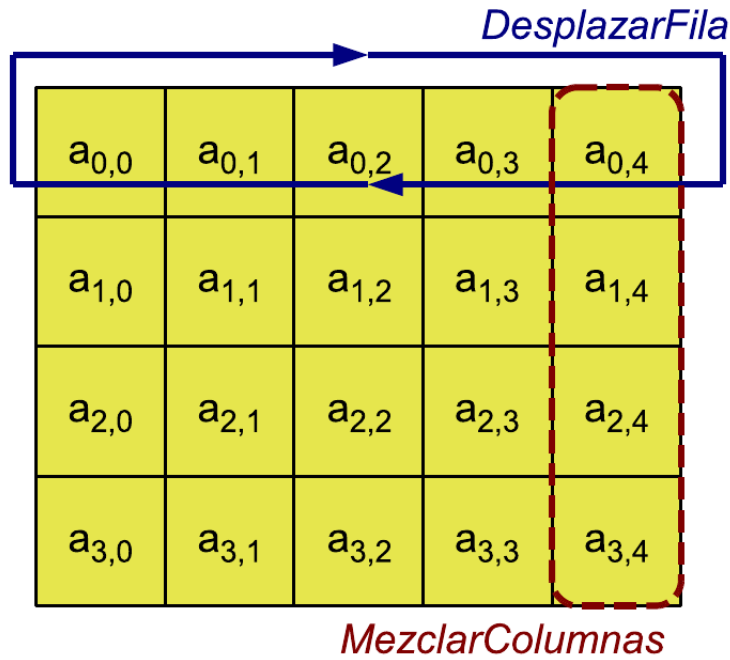 DesplazarFila
a0,0 a0,1 a0,2 a0,3 a0,4
a1,0 a1,1 a1,2 a1,3 a1,4
a2,0 a2,1 a2,2 a2,3 a2,4
a3,0 a3,1 a3,2 a3,3 a3,4
MezclarColumnas